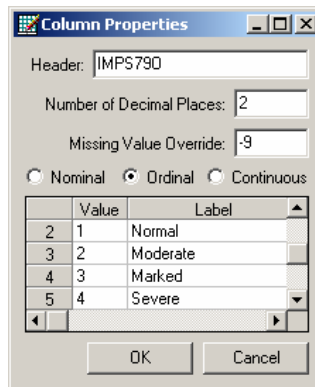 Column Properties
Header: IMPS79O
Number of Decimal Places: 2
Missing Value Override: -9
Nominal Ordinal Continuous
Value Label
2 1 Normal
3 2 Moderate
4 3 Marked
5 4 Severe
OK Cancel